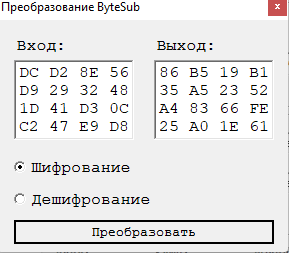 Преобразование ByteSub
x
Вход: Выход:
DC D2 8E 56 86 B5 19 B1
D9 29 32 48 35 A5 23 52
1D 41 D3 0C A4 83 66 FE
C2 47 E9 D8 25 A0 1E 61
Шифрование
Дешифрование
Преобразовать